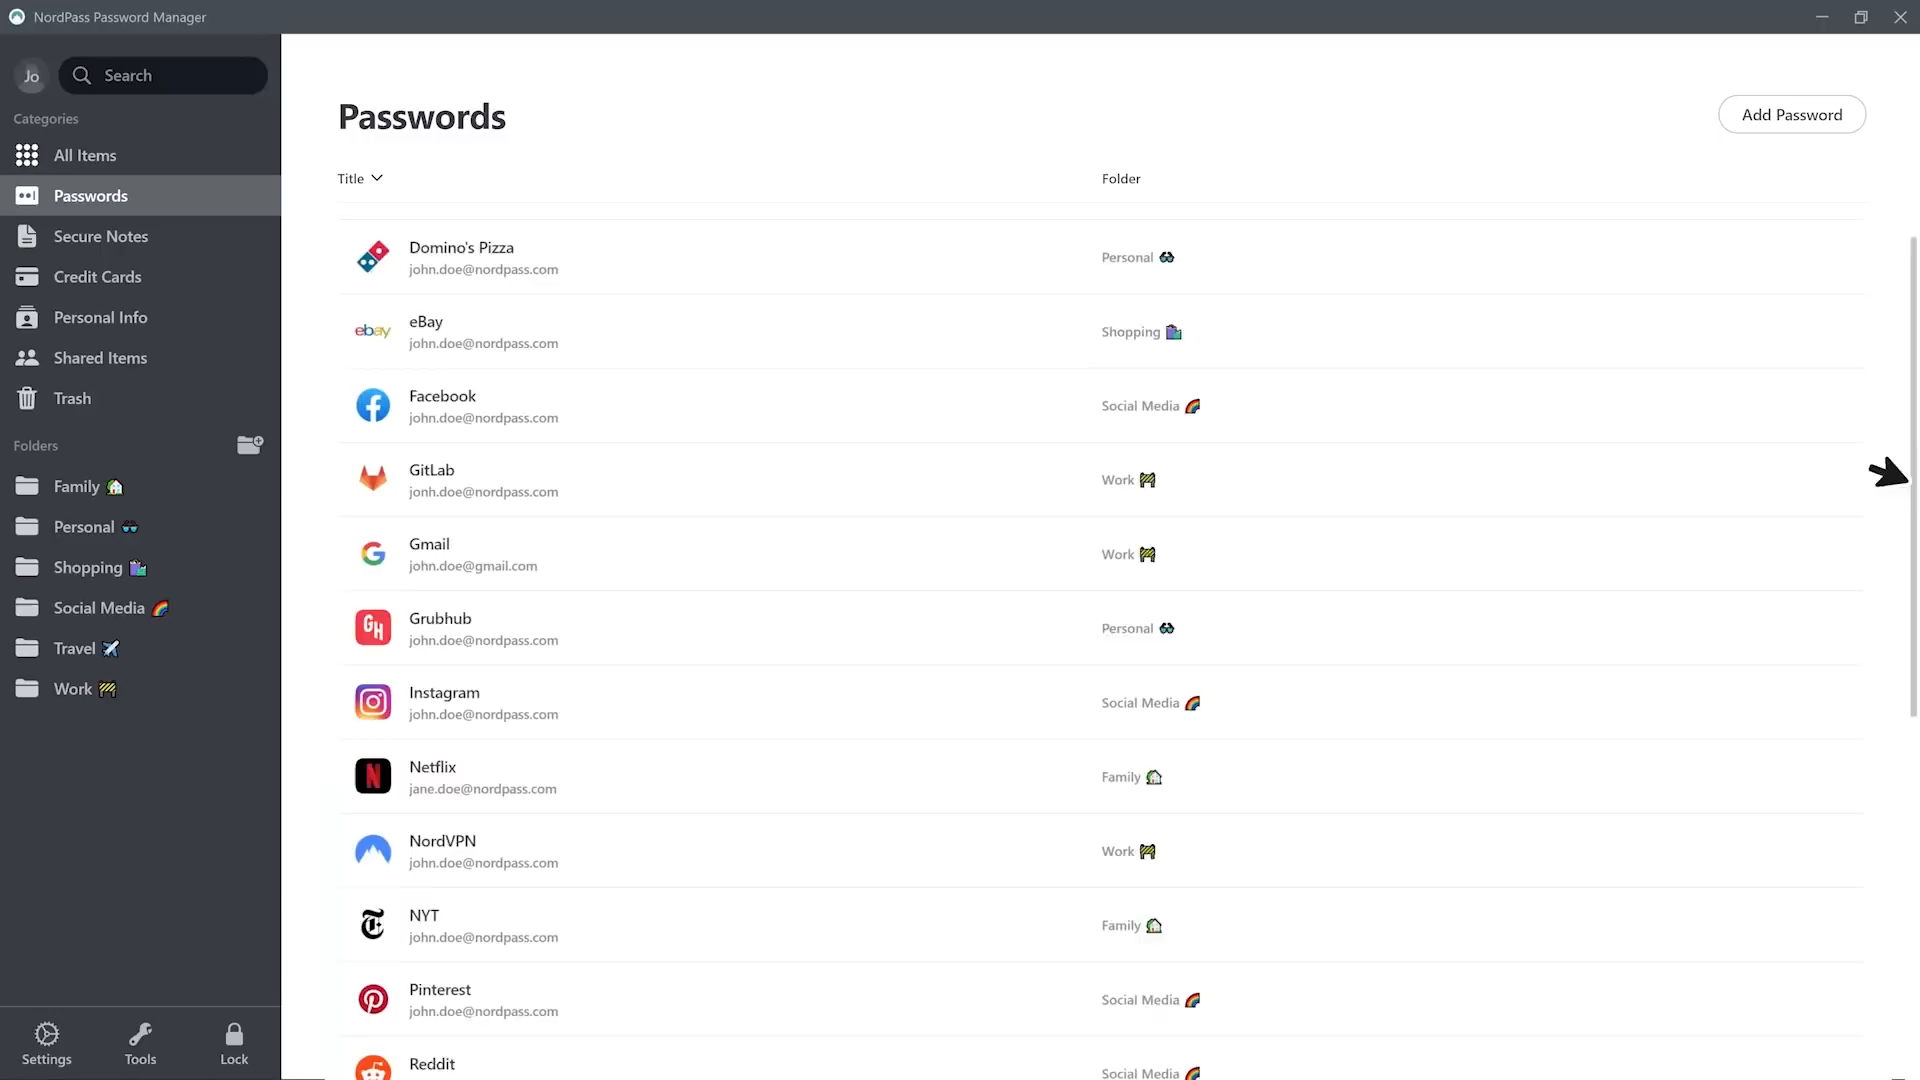 NordPass Password Manager
Jo
Search
Categories
All Items
Passwords
Secure Notes
Credit Cards
Personal Info
Shared Items
Trash
Folders
Family
Personal
Shopping
Social Media
Travel
Work
Settings
Tools
Lock
Passwords
Add Password
Title
Folder
Domino's Pizza
john.doe@nordpass.com
Personal
ebay
eBay
john.doe@nordpass.com
Shopping
Facebook
john.doe@nordpass.com
Social Media
GitLab
jonh.doe@nordpass.com
Work
Gmail
john.doe@gmail.com
Work
GH
Grubhub
john.doe@nordpass.com
Personal
Instagram
john.doe@nordpass.com
Social Media
N
Netflix
jane.doe@nordpass.com
Family
NordVPN
john.doe@nordpass.com
Work
NYT
john.doe@nordpass.com
Family
Pinterest
john.doe@nordpass.com
Social Media
Reddit
Social Media